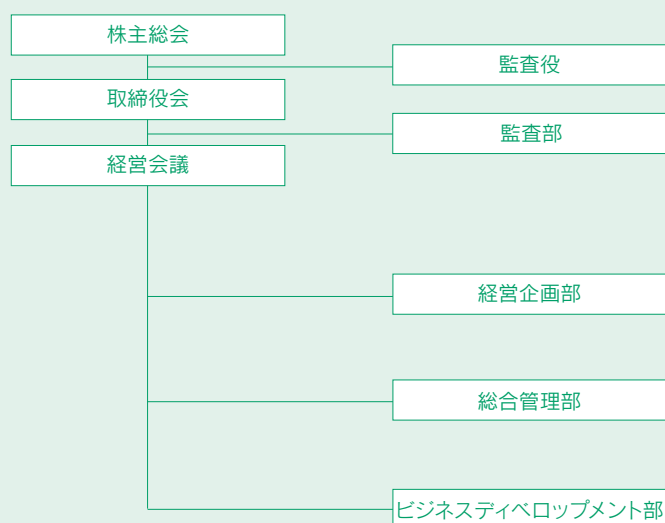 株主総会
監査役
取締役会
監査部
経営会議
経営企画部
総合管理部
ビジネスディベロップメント部